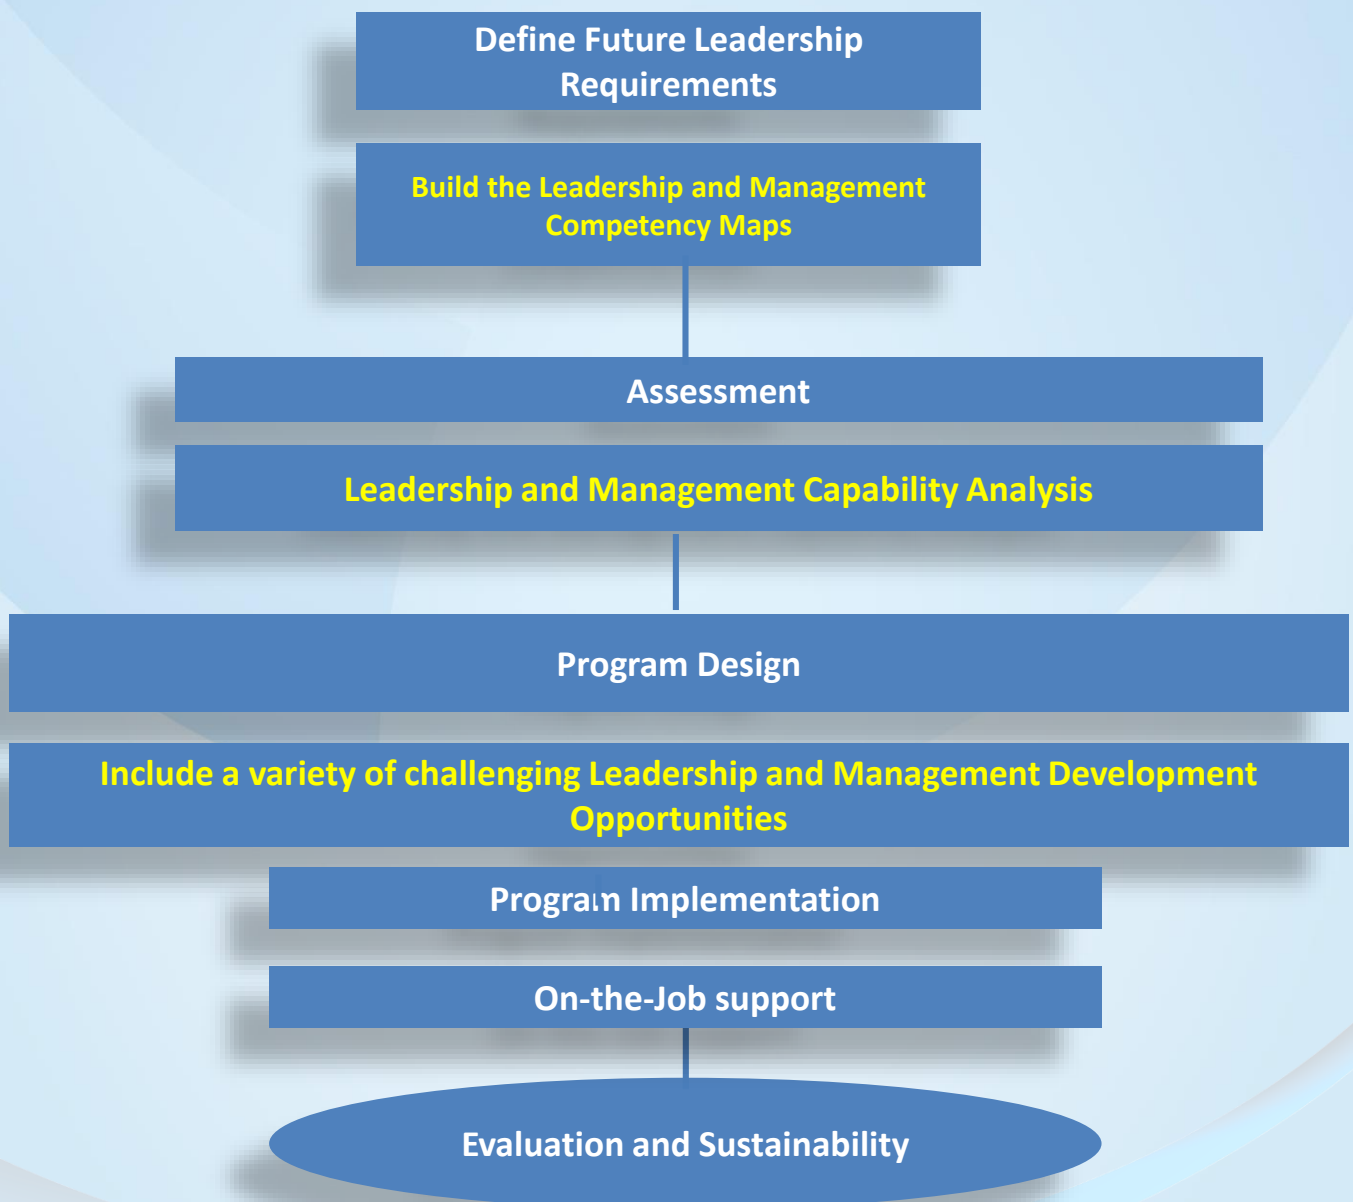 Define Future Leadership
Requirements
Build the Leadership and Management
Competency Maps
Assessment
Leadership and Management Capability Analysis
Program Design
Include a variety of challenging Leadership and Management Development
Opportunities
Program Implementation
On-the-Job support
Evaluation and Sustainability